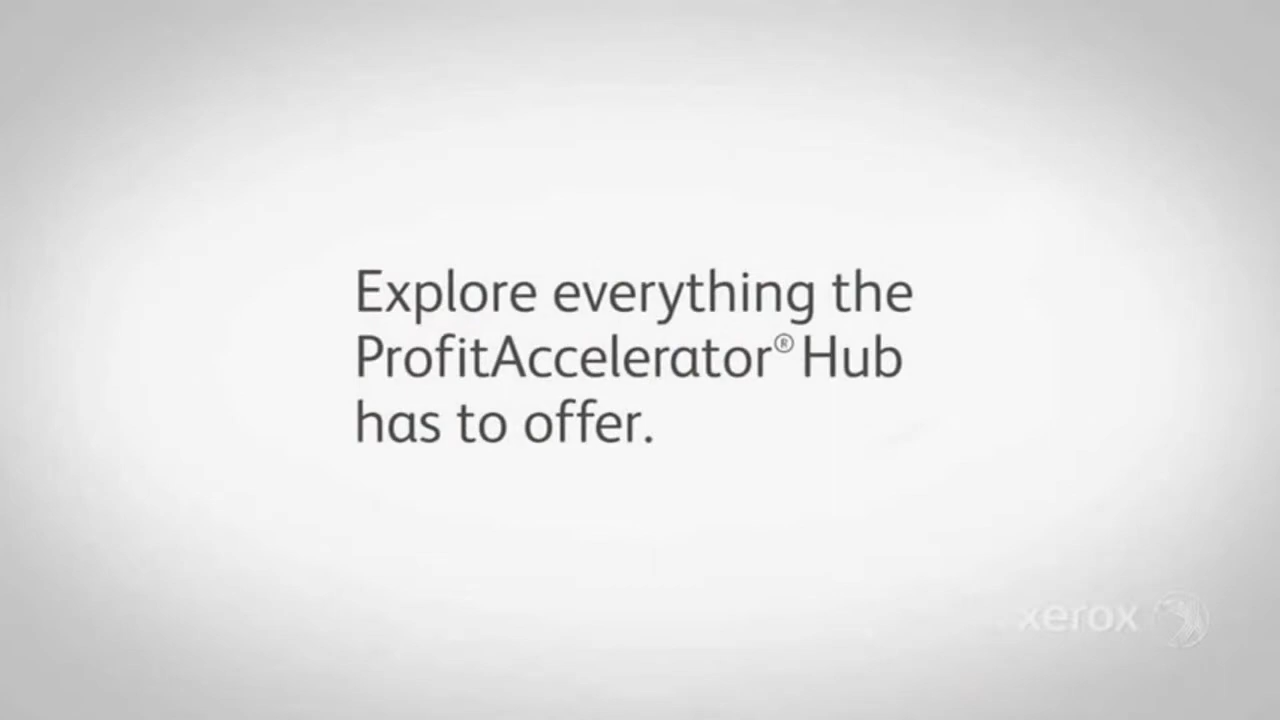 Explore everything the
ProfitAccelerator® Hub
has to offer.
xerox